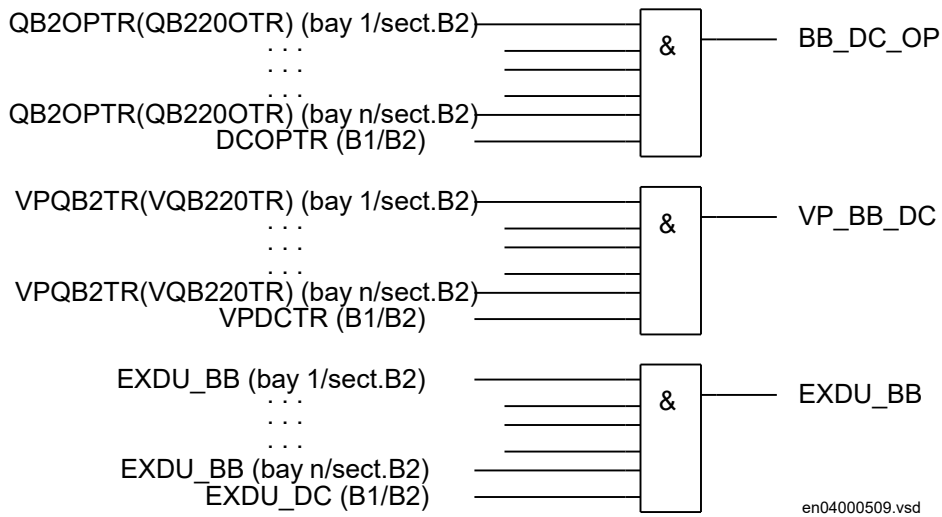 QB2OPTR(QB220OTR) (bay 1/sect.B2)
. . .
. . .
. . .
QB2OPTR(QB220OTR) (bay n/sect.B2)
DCOPTR (B1/B2)
& BB_DC_OP
VPQB2TR(VQB220TR) (bay 1/sect.B2)
. . .
. . .
. . .
VPQB2TR(VQB220TR) (bay n/sect.B2)
VPDCTR (B1/B2)
& VP_BB_DC
EXDU_BB (bay 1/sect.B2)
. . .
. . .
. . .
EXDU_BB (bay n/sect.B2)
EXDU_DC (B1/B2)
& EXDU_BB
en04000509.vsd